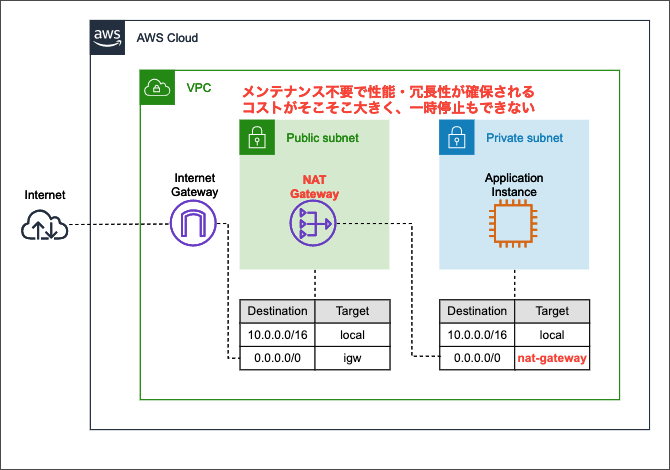 aws
AWS Cloud
VPC
メンテナンス不要で性能・冗長性が確保される
コストがそこそこ大きく、一時停止もできない
Public subnet
Private subnet
Internet
Internet
Gateway
NAT
Gateway
Application
Instance
Destination Target
10.0.0.0/16 local
0.0.0.0/0 igw
Destination Target
10.0.0.0/16 local
0.0.0.0/0 nat-gateway